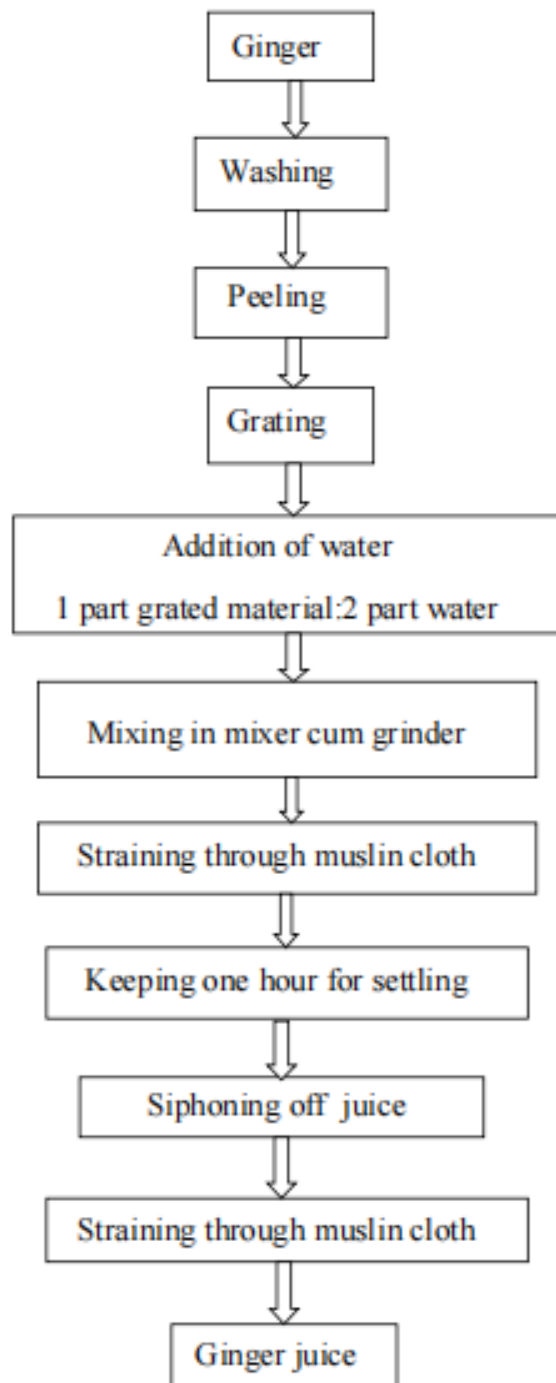 Ginger
Washing
Peeling
Grating
Addition of water
1 part grated material:2 part water
Mixing in mixer cum grinder
Straining through muslin cloth
Keeping one hour for settling
Siphoning off juice
Straining through muslin cloth
Ginger juice